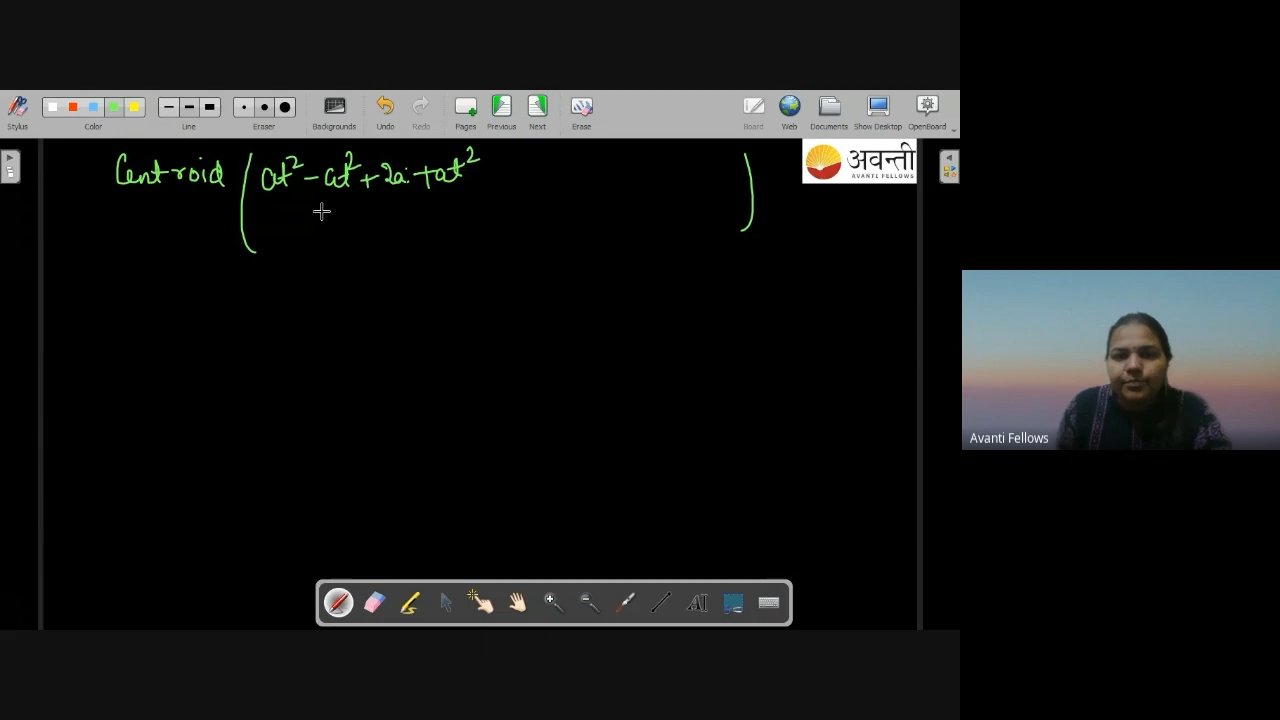 Stylus Color Line Eraser Backgrounds Undo Redo Pages Previous Next Erase Board Web Documents Show Desktop OpenBoard
Centroid ( at² - at² + 2a + at² )
अवन्ती
AVANTI FELLOWS
AI
Avanti Fellows